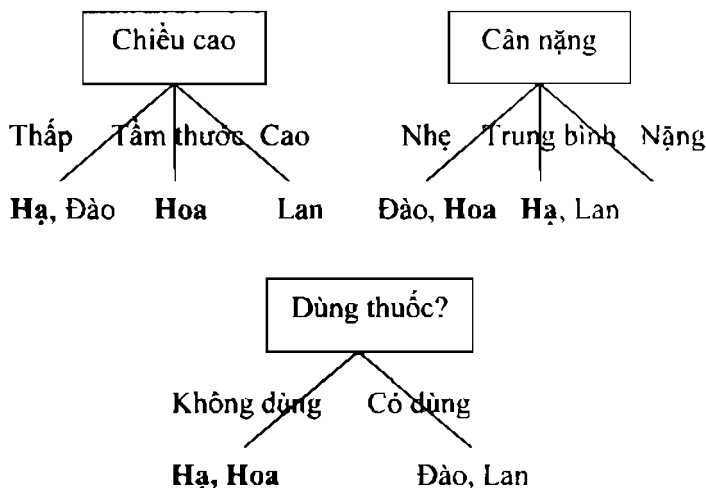 Chiều cao
Cân nặng
Thấp Tầm thước Cao
Nhẹ Trung bình Nặng
Hạ, Đào Hoa Lan
Đào, Hoa Hạ, Lan
Dùng thuốc?
Không dùng Có dùng
Hạ, Hoa Đào, Lan